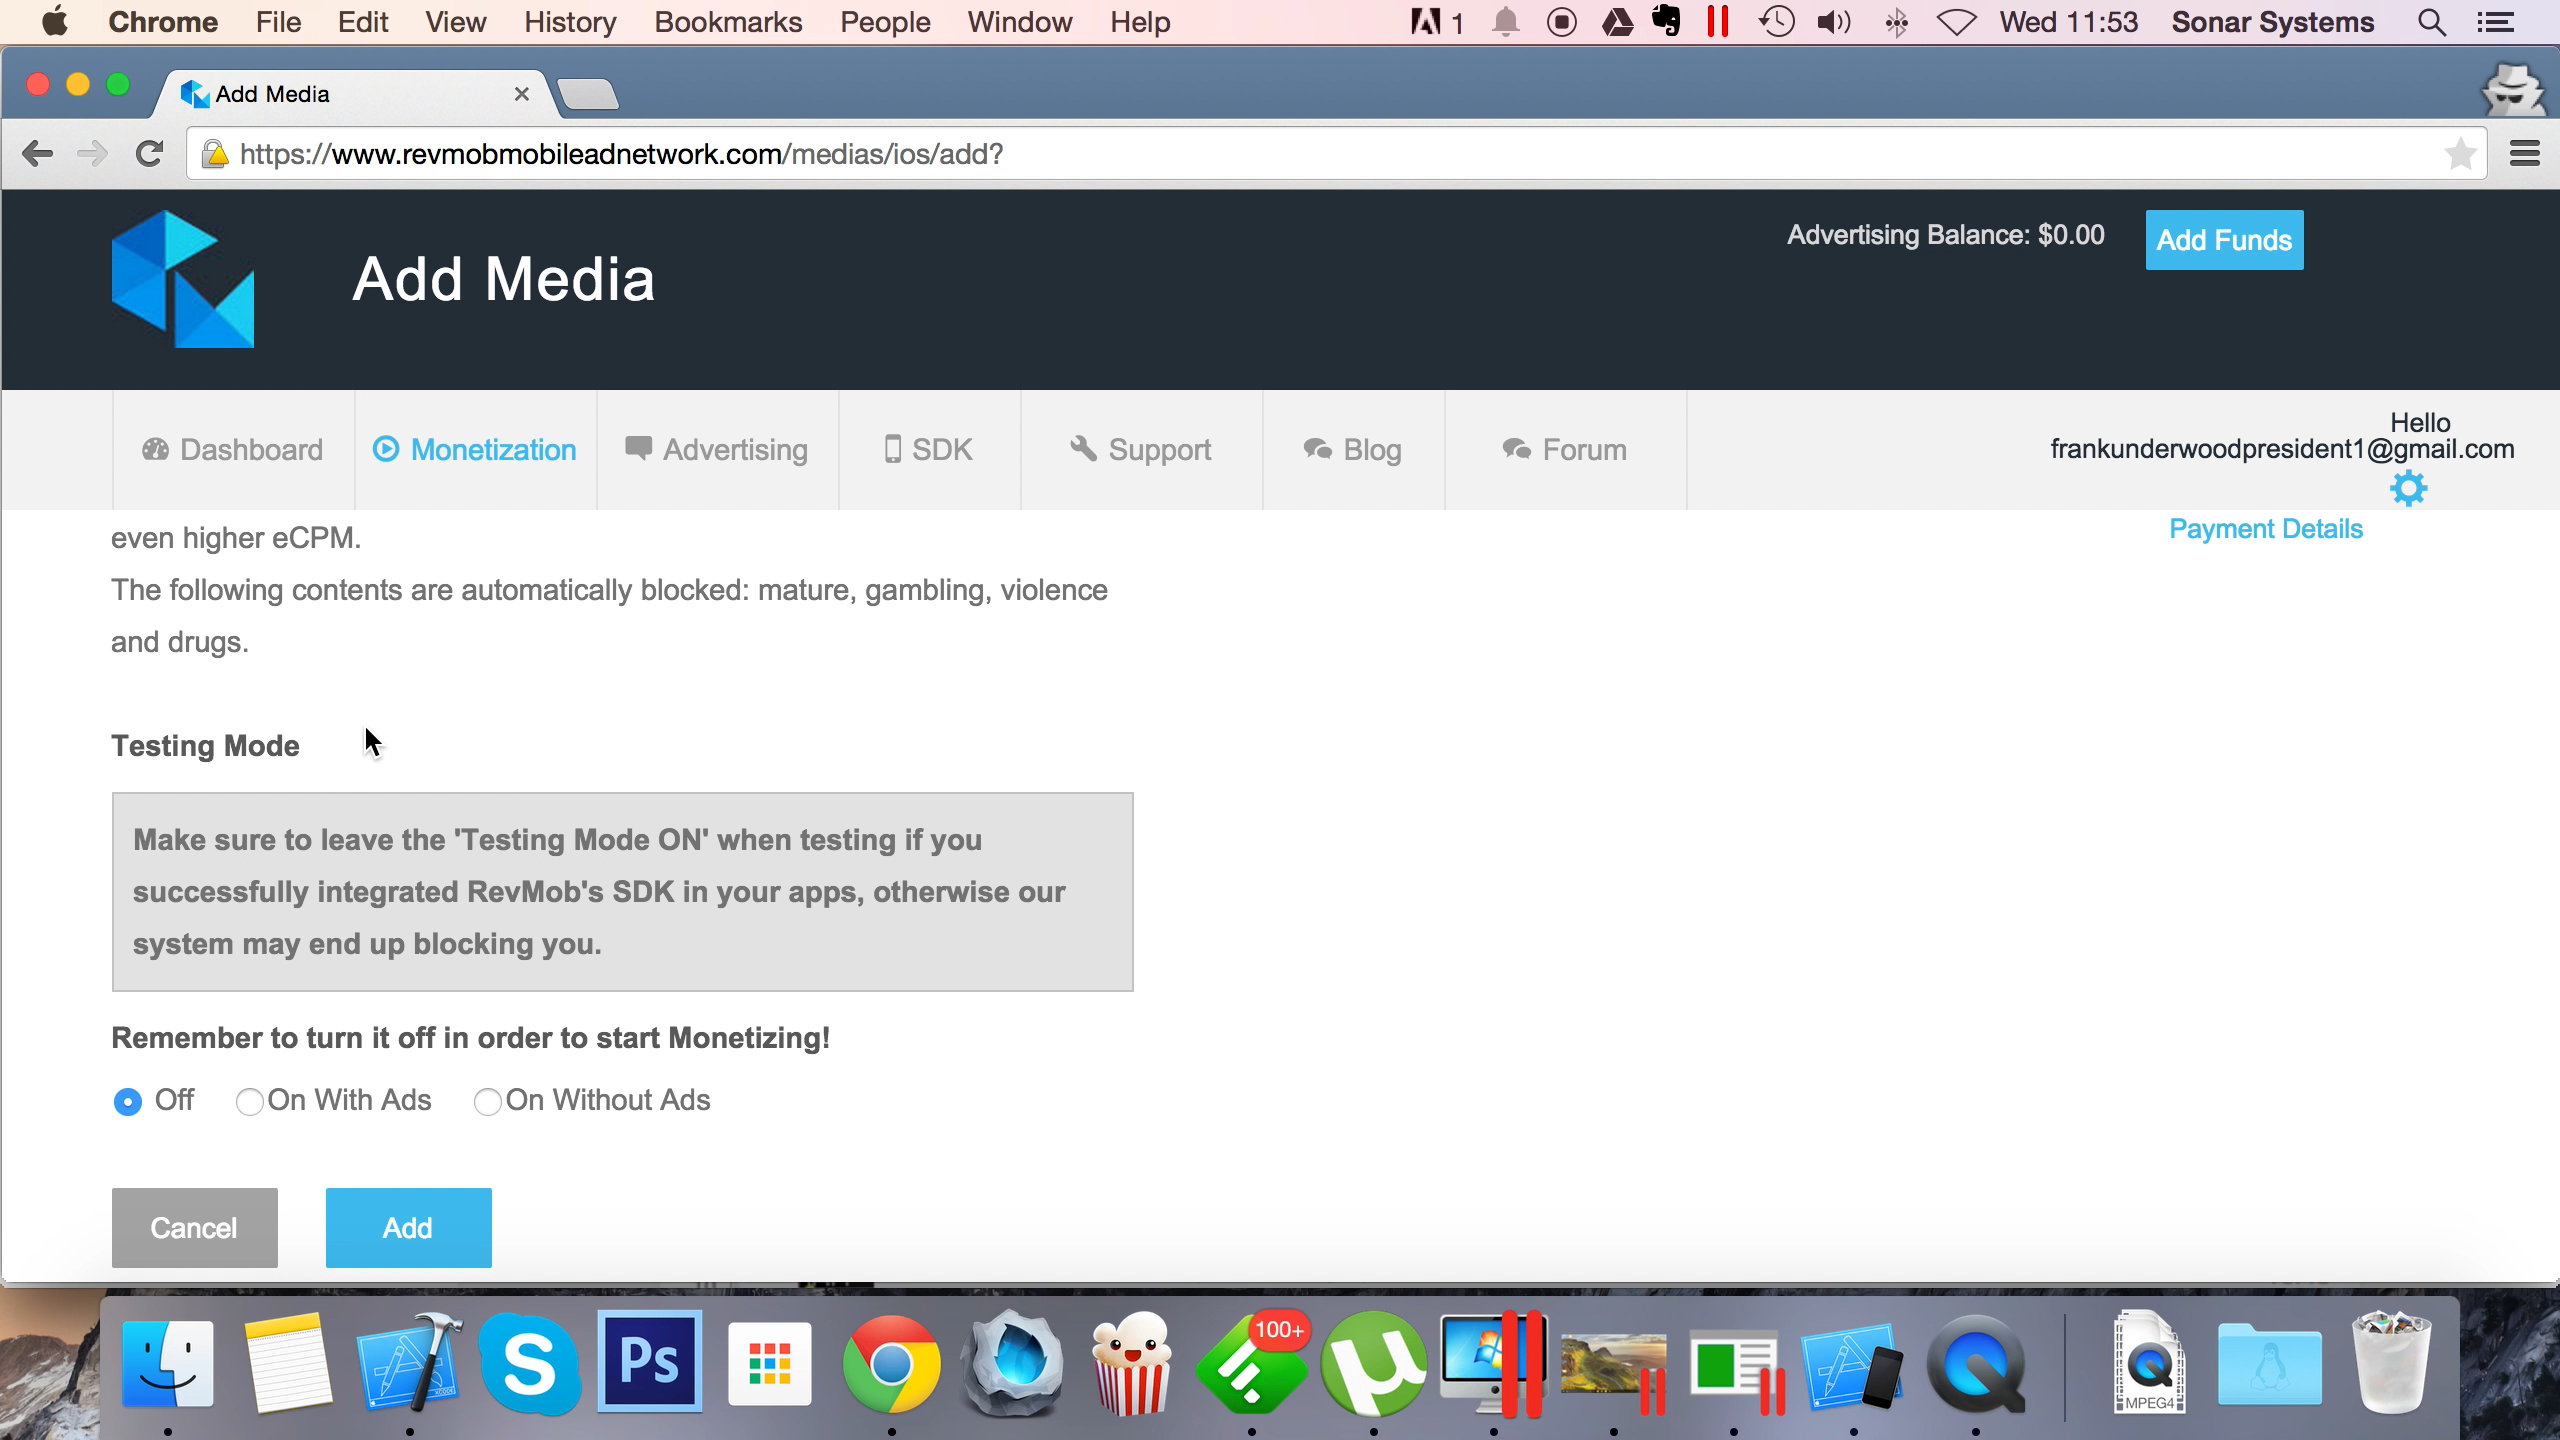 Chrome File Edit View History Bookmarks People Window Help 1 Wed 11:53 Sonar Systems
Add Media
https://www.revmobmobileadnetwork.com/medias/ios/add?
Add Media
Advertising Balance: $0.00 Add Funds
Dashboard Monetization Advertising SDK Support Blog Forum
Hello
frankunderwoodpresident1@gmail.com
Payment Details
even higher eCPM.
The following contents are automatically blocked: mature, gambling, violence
and drugs.
Testing Mode
Make sure to leave the 'Testing Mode ON' when testing if you
successfully integrated RevMob's SDK in your apps, otherwise our
system may end up blocking you.
Remember to turn it off in order to start Monetizing!
Off On With Ads On Without Ads
Cancel Add
Ps
100+
MPEG4